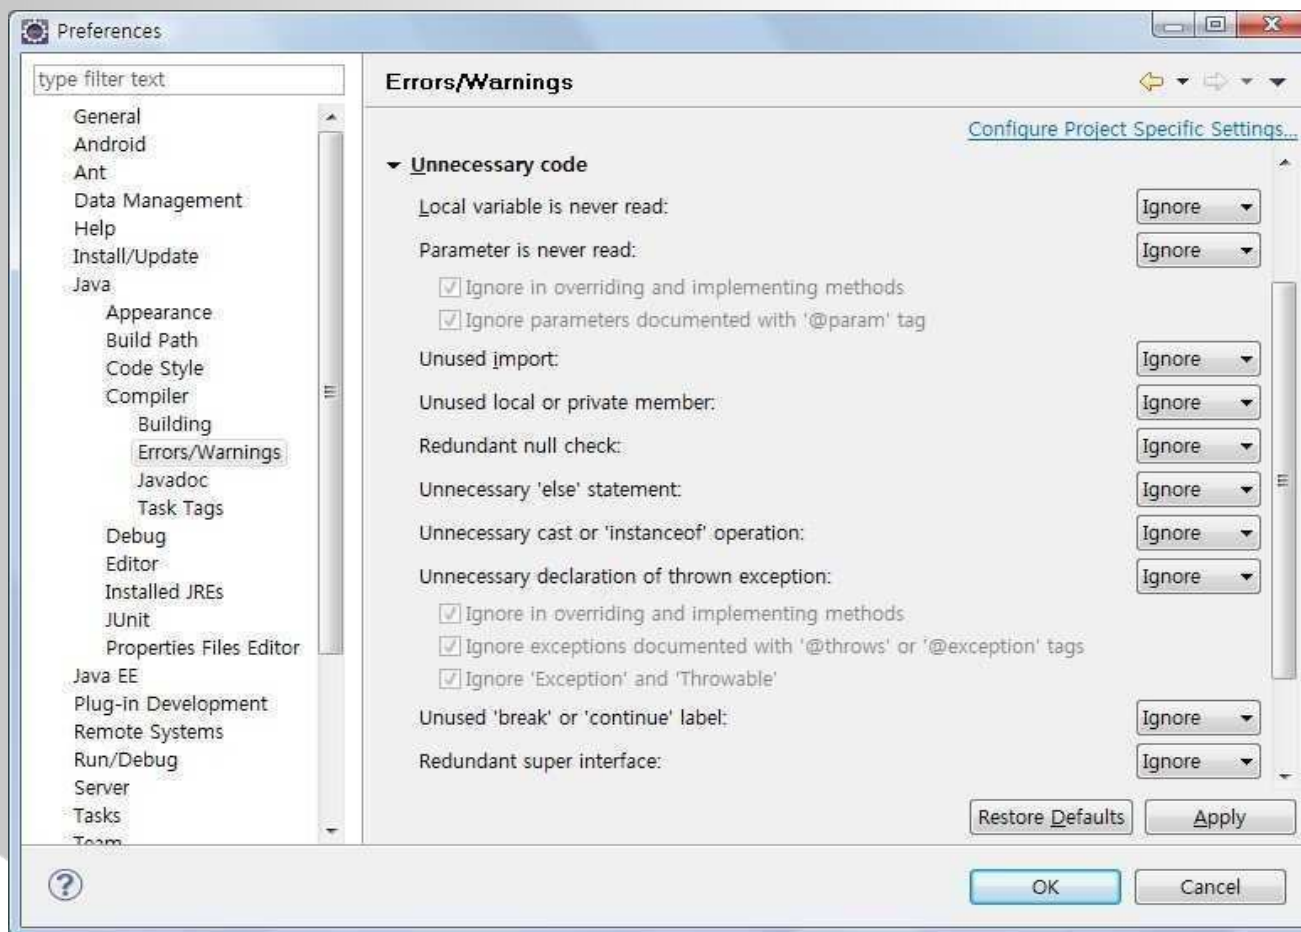 Preferences
type filter text
General
Android
Ant
Data Management
Help
Install/Update
Java
Appearance
Build Path
Code Style
Compiler
Building
Errors/Warnings
Javadoc
Task Tags
Debug
Editor
Installed JREs
JUnit
Properties Files Editor
Java EE
Plug-in Development
Remote Systems
Run/Debug
Server
Tasks
Team
Errors/Warnings
Configure Project Specific Settings...
Unnecessary code
Local variable is never read: Ignore
Parameter is never read: Ignore
Ignore in overriding and implementing methods
Ignore parameters documented with '@param' tag
Unused import: Ignore
Unused local or private member: Ignore
Redundant null check: Ignore
Unnecessary 'else' statement: Ignore
Unnecessary cast or 'instanceof' operation: Ignore
Unnecessary declaration of thrown exception: Ignore
Ignore in overriding and implementing methods
Ignore exceptions documented with '@throws' or '@exception' tags
Ignore 'Exception' and 'Throwable'
Unused 'break' or 'continue' label: Ignore
Redundant super interface: Ignore
Restore Defaults Apply
? OK Cancel